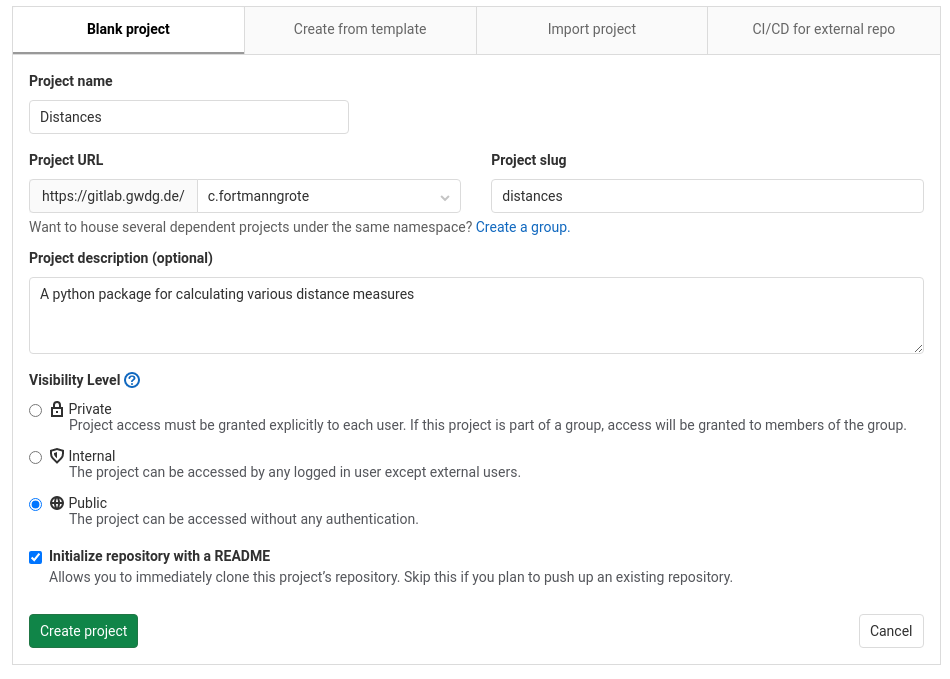 Blank project
Create from template
Import project
CI/CD for external repo
Project name
Distances
Project URL
Project slug
https://gitlab.gwdg.de/
c.fortmanngrote
distances
Want to house several dependent projects under the same namespace? Create a group.
Project description (optional)
A python package for calculating various distance measures
Visibility Level
Private
Project access must be granted explicitly to each user. If this project is part of a group, access will be granted to members of the group.
Internal
The project can be accessed by any logged in user except external users.
Public
The project can be accessed without any authentication.
Initialize repository with a README
Allows you to immediately clone this project’s repository. Skip this if you plan to push up an existing repository.
Create project
Cancel